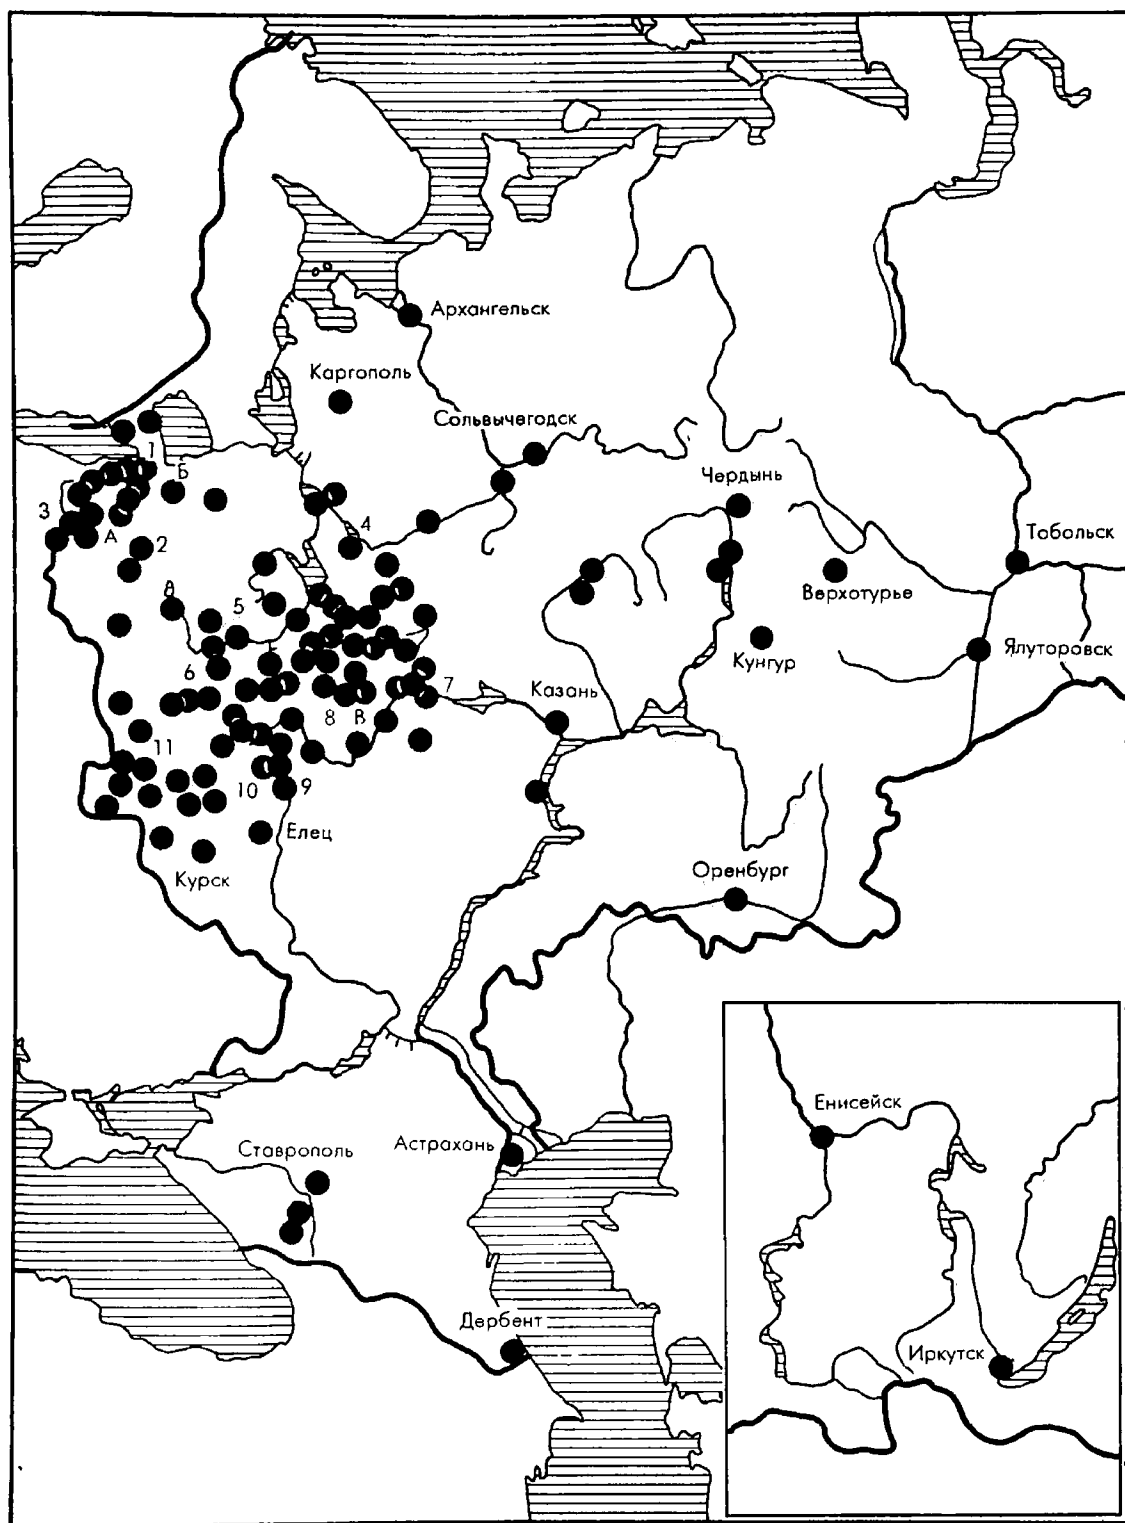 Архангельск
Каргополь
Сольвычегодск
1
Б
Чердынь
3
4
А
2
Тобольск
Верхотурье
5
Кунгур
Ялуторовск
6
7
Казань
8
В
11
10
9
Елец
Оренбург
Курск
Енисейск
Астрахань
Ставрополь
Дербент
Иркутск